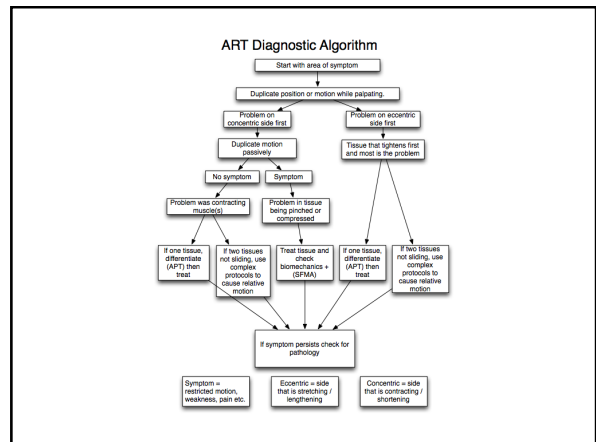 ART Diagnostic Algorithm
Start with area of symptom
Duplicate position or motion while palpating.
Problem on
concentric side first
Problem on eccentric
side first
Duplicate motion
passively
Tissue that tightens first
and most is the problem
No symptom
Symptom
Problem was contracting
muscle(s)
Problem in tissue
being pinched or
compressed
If one tissue,
differentiate
(APT) then
treat
If two tissues
not sliding, use
complex
protocols to
cause relative
motion
Treat tissue and
check
biomechanics +
(SFMA)
If one tissue,
differentiate
(APT) then
treat
If two tissues
not sliding, use
complex
protocols to
cause relative
motion
If symptom persists check for
pathology
Symptom =
restricted motion,
weakness, pain etc.
Eccentric = side
that is stretching /
lengthening
Concentric = side
that is contracting /
shortening